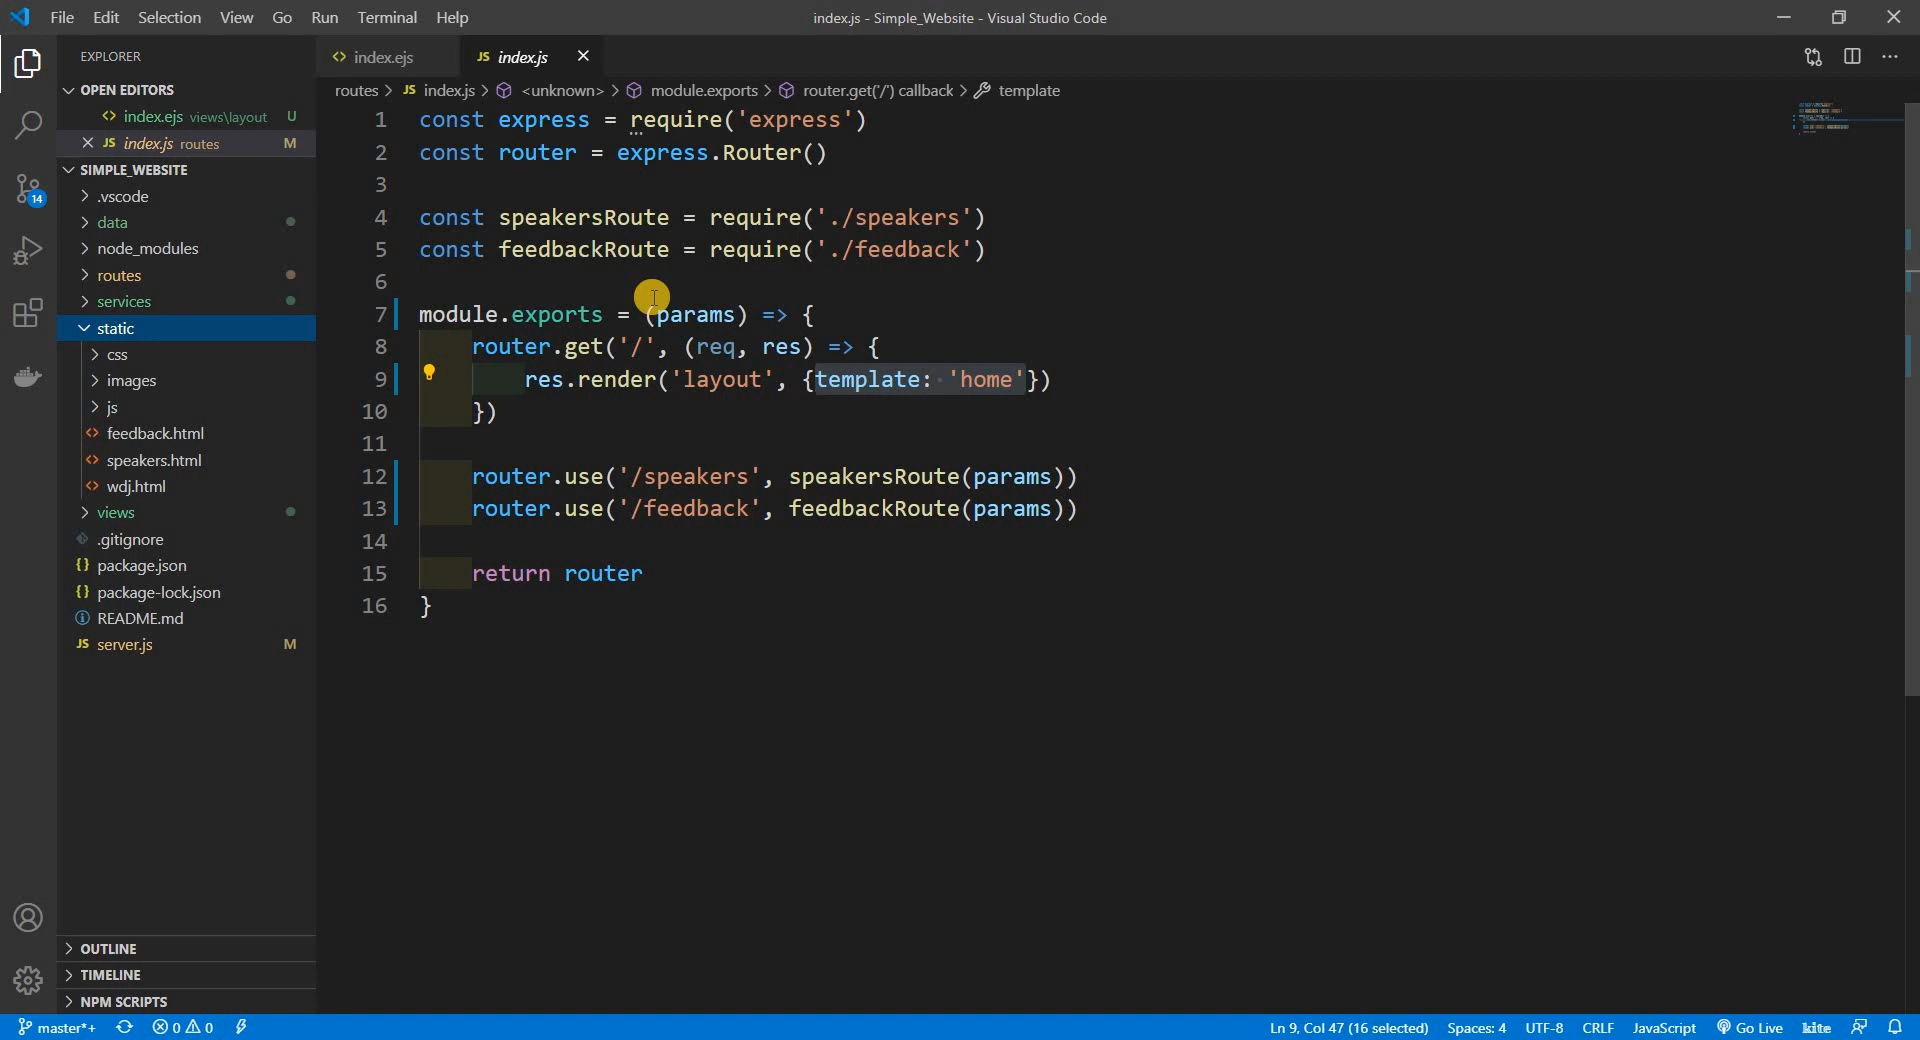 File Edit Selection View Go Run Terminal Help
index.js - Simple_Website - Visual Studio Code
EXPLORER
OPEN EDITORS
index.ejs views\layout U
JS index.js routes M
SIMPLE_WEBSITE
.vscode
data
node_modules
routes
services
static
css
images
js
feedback.html
speakers.html
wdj.html
views
.gitignore
{} package.json
{} package-lock.json
README.md
JS server.js M
OUTLINE
TIMELINE
NPM SCRIPTS
14
<> index.ejs
JS index.js
routes > JS index.js > <unknown> > module.exports > router.get('/') callback > template
1 const express = require('express')
2 const router = express.Router()
3
4 const speakersRoute = require('./speakers')
5 const feedbackRoute = require('./feedback')
6
7 module.exports = (params) => {
8 router.get('/', (req, res) => {
9 res.render('layout', {template: 'home'})
10 })
11
12 router.use('/speakers', speakersRoute(params))
13 router.use('/feedback', feedbackRoute(params))
14
15 return router
16 }
master*+ 0 0
Ln 9, Col 47 (16 selected) Spaces: 4 UTF-8 CRLF JavaScript Go Live kite